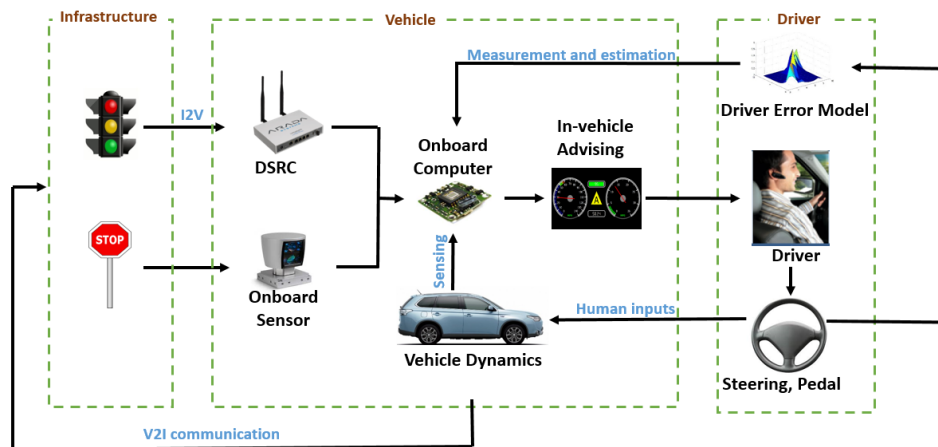 Infrastructure
Vehicle
Driver
Measurement and estimation
I2V
ARADA
DSRC
Onboard
Computer
In-vehicle
Advising
Driver Error Model
STOP
Onboard
Sensor
Sensing
Driver
Human inputs
Vehicle Dynamics
Steering, Pedal
V2I communication